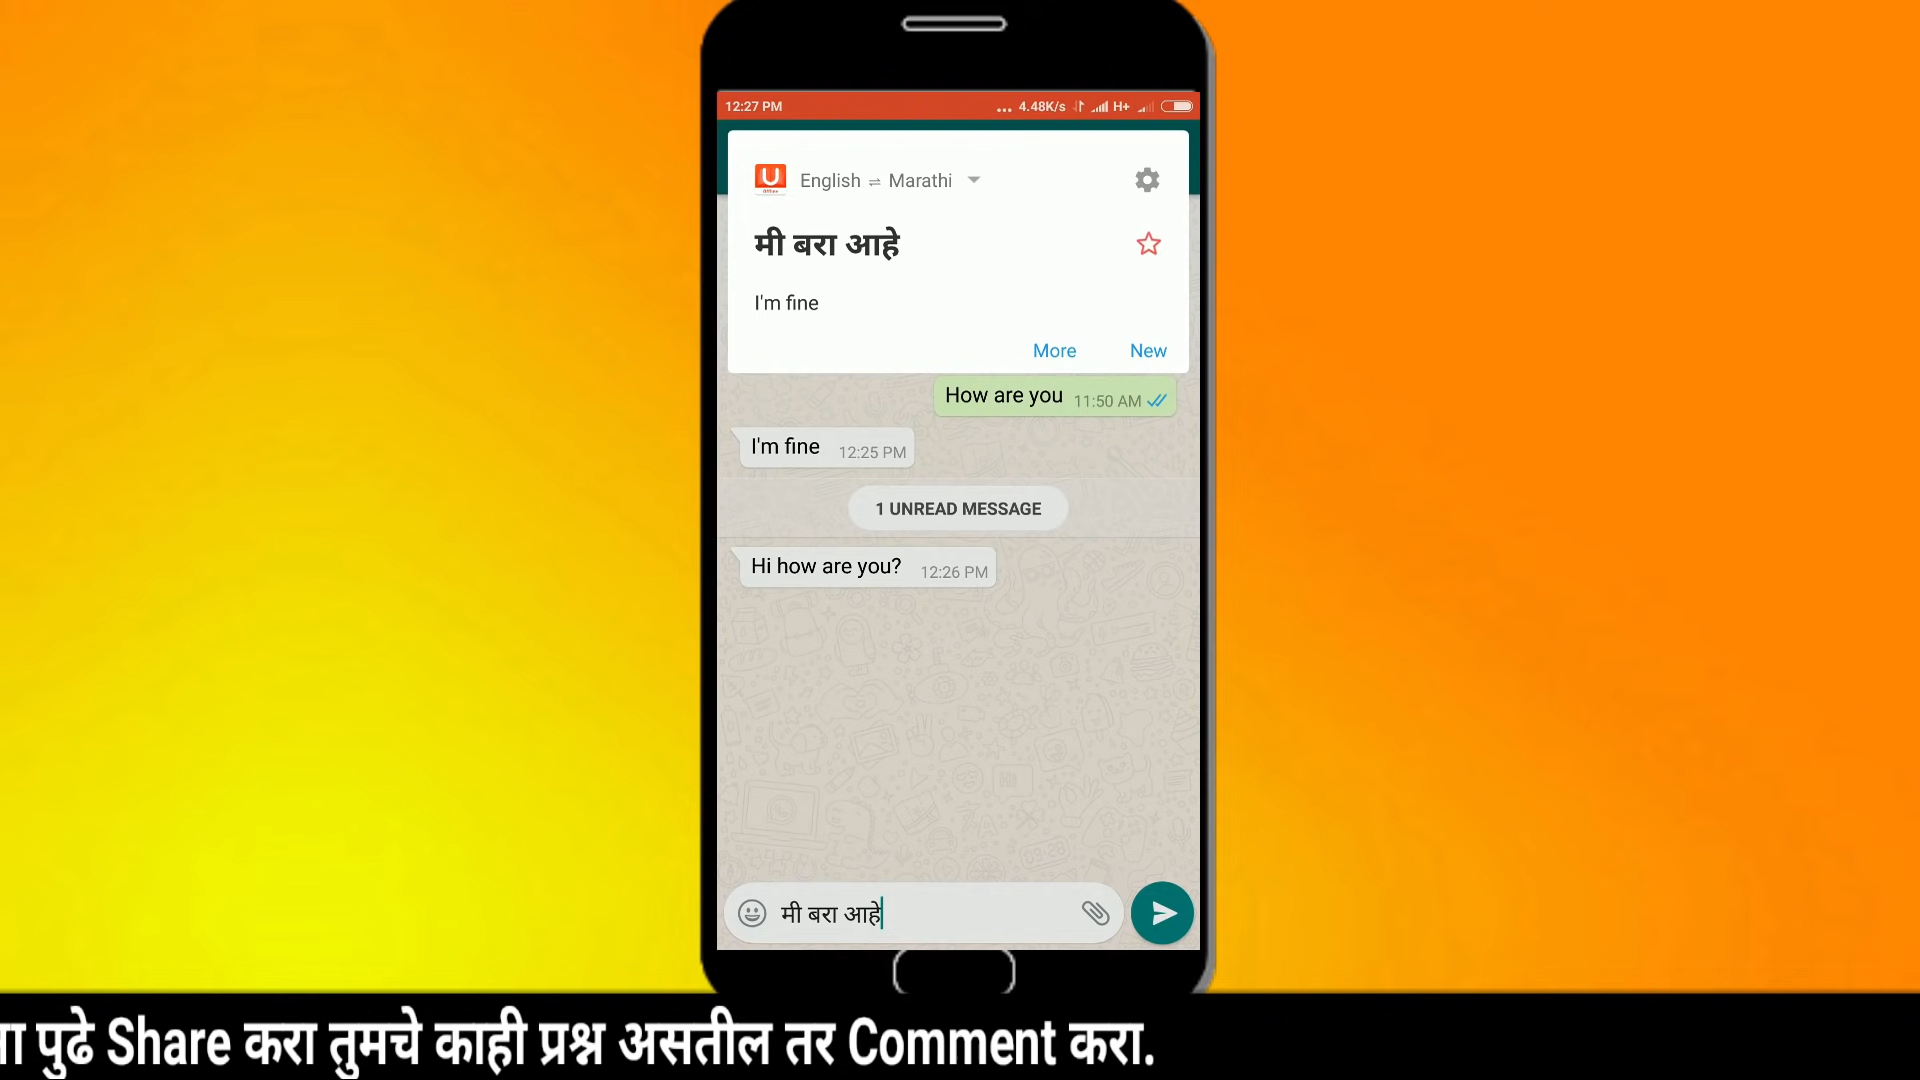 12:27 PM ... 4.48K/s H+
English ⇌ Marathi
मी बरा आहे
I'm fine
More New
How are you 11:50 AM
I'm fine 12:25 PM
1 UNREAD MESSAGE
Hi how are you? 12:26 PM
मी बरा आहे
पुढे Share करा तुमचे काही प्रश्न असतील तर Comment करा.